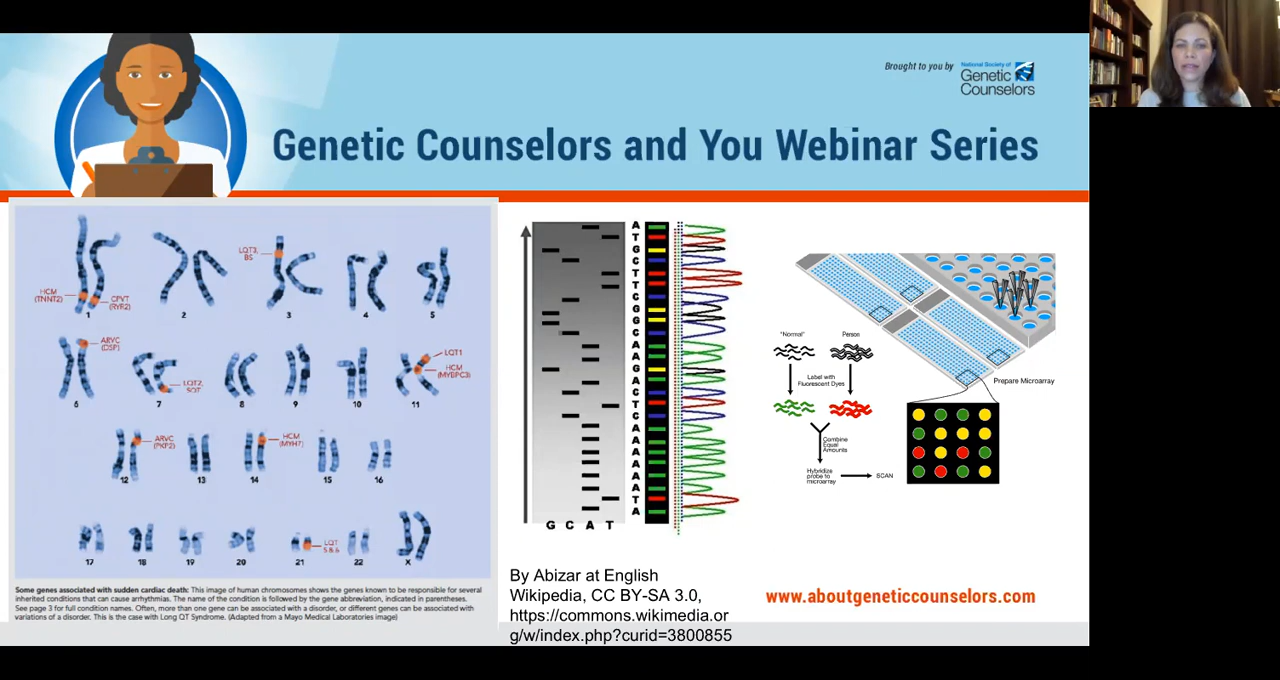 Brought to you by
National Society of
Genetic
Counselors
Genetic Counselors and You Webinar Series
HCM
(TNNT2)
CPVT
(RYR2)
1
2
LQT3,
BS
3
4
5
ARVC
(DSP)
6
LQT2,
SQT
7
8
9
10
LQT1
HCM
(MYBPC3)
11
ARVC
(PKP2)
12
13
HCM
(MYH7)
14
15
16
17
18
19
20
LQT
5 & 6
21
22
X
Some genes associated with sudden cardiac death: This image of human chromosomes shows the genes known to be responsible for several
inherited conditions that can cause arrhythmias. The name of the condition is followed by the gene abbreviation, indicated in parentheses.
See page 3 for full condition names. Often, more than one gene can be associated with a disorder, or different genes can be associated with
variations of a disorder. This is the case with Long QT Syndrome. (Adapted from a Mayo Medical Laboratories image)
A
T
G
C
T
T
C
G
G
C
A
A
G
A
C
T
C
A
A
A
A
A
A
T
A
G C A T
By Abizar at English
Wikipedia, CC BY-SA 3.0,
https://commons.wikimedia.or
g/w/index.php?curid=3800855
"Normal"
Person
Label with
Fluorescent Dyes
Combine
Equal
Amounts
Hybridize
probe to
microarray
SCAN
Prepare Microarray
www.aboutgeneticcounselors.com